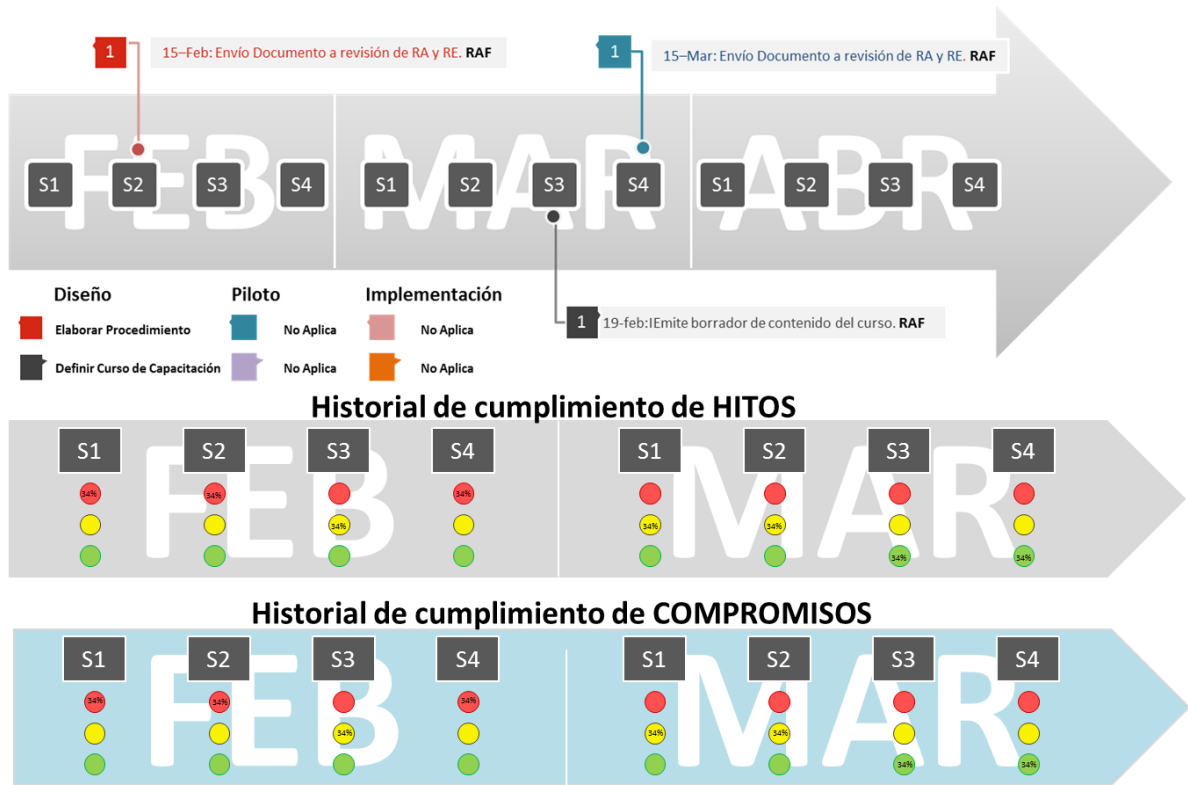 1 15–Feb: Envío Documento a revisión de RA y RE. RAF
1 15–Mar: Envío Documento a revisión de RA y RE. RAF
FEB MAR ABR
S1 S2 S3 S4 S1 S2 S3 S4 S1 S2 S3 S4
1 19-feb:IEmite borrador de contenido del curso. RAF
Diseño Piloto Implementación
Elaborar Procedimiento No Aplica No Aplica
Definir Curso de Capacitación No Aplica No Aplica
Historial de cumplimiento de HITOS
FEB MAR
S1 S2 S3 S4 S1 S2 S3 S4
34% 34% 34%
34% 34% 34%
34% 34%
Historial de cumplimiento de COMPROMISOS
FEB MAR
S1 S2 S3 S4 S1 S2 S3 S4
34% 34% 34%
34% 34% 34%
34% 34%